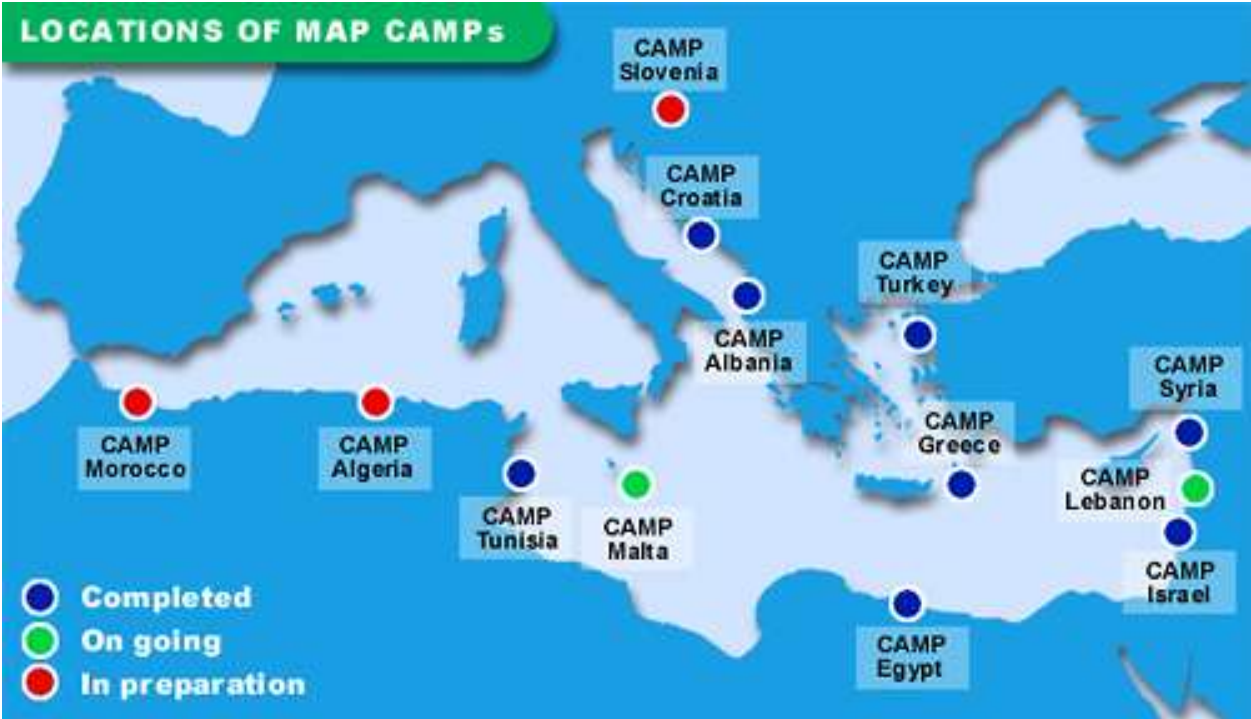 LOCATIONS OF MAP CAMPs
CAMP
Slovenia
CAMP
Croatia
CAMP
Turkey
CAMP
Albania
CAMP
Syria
CAMP
Greece
CAMP
Morocco
CAMP
Algeria
CAMP
Lebanon
CAMP
Tunisia
CAMP
Malta
CAMP
Israel
CAMP
Egypt
Completed
On going
In preparation